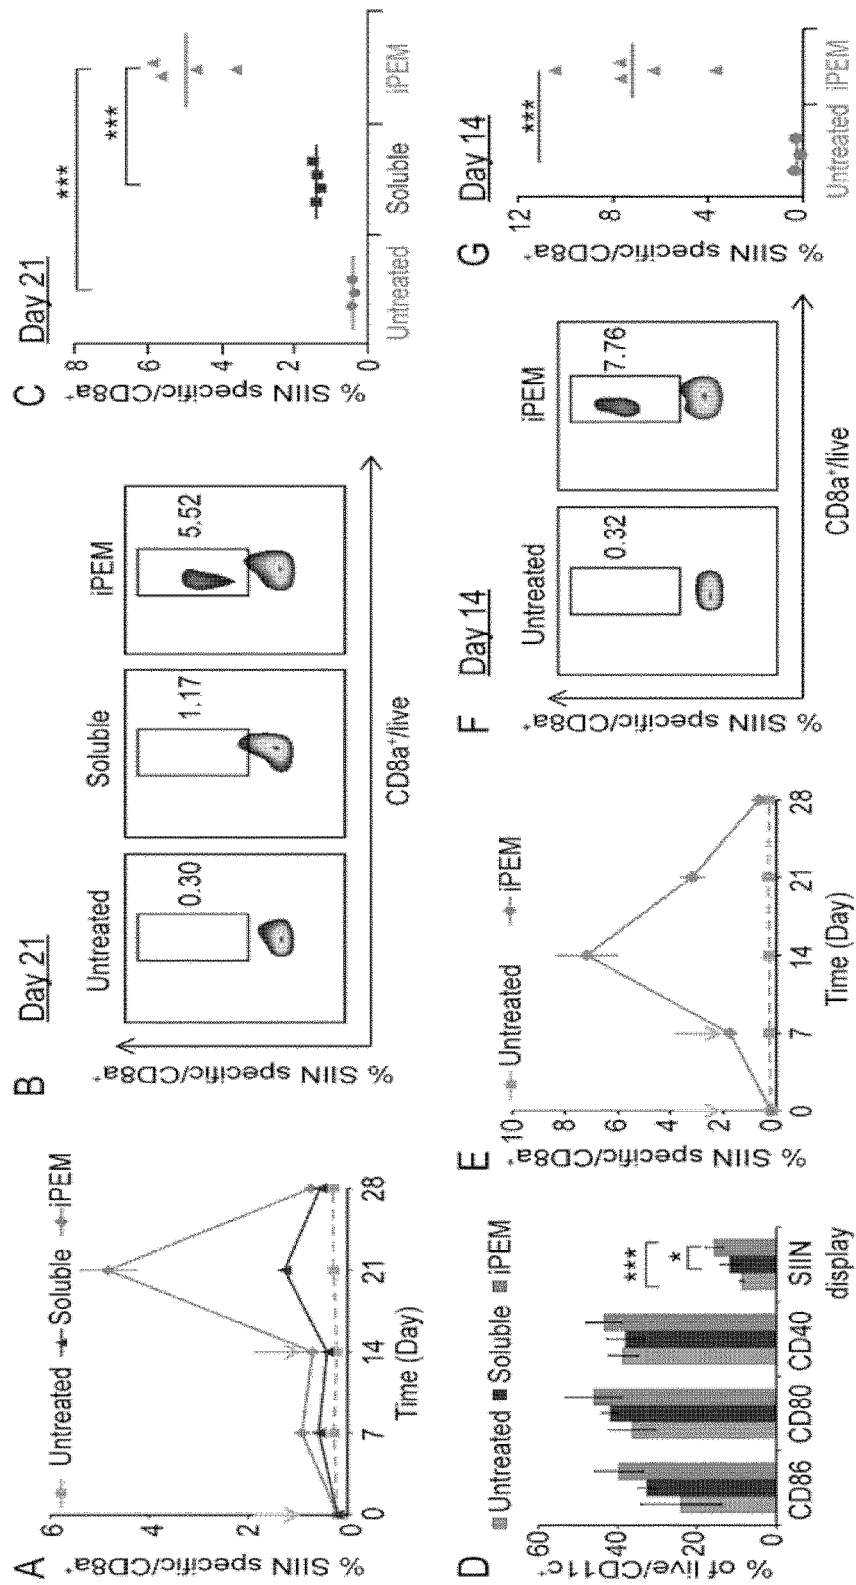 A
Untreated Soluble iPEM
% SIIN specific/CD8a⁺
6
4
2
0
0 7 14 21 28
Time (Day)
B
Day 21
Untreated Soluble iPEM
0.30 1.17 5.52
% SIIN specific/CD8a⁺
CD8a⁺/live
C
Day 21
***
***
% SIIN specific/CD8a⁺
8
6
4
2
0
Untreated Soluble iPEM
D
Untreated Soluble iPEM
% of live/CD11c⁺
60
40
20
0
***
*
CD86 CD80 CD40 SIIN
display
E
Untreated iPEM
% SIIN specific/CD8a⁺
10
8
6
4
2
0
0 7 14 21 28
Time (Day)
F
Day 14
Untreated iPEM
0.32 7.76
% SIIN specific/CD8a⁺
CD8a⁺/live
G
Day 14
***
% SIIN specific/CD8a⁺
12
8
4
0
Untreated iPEM